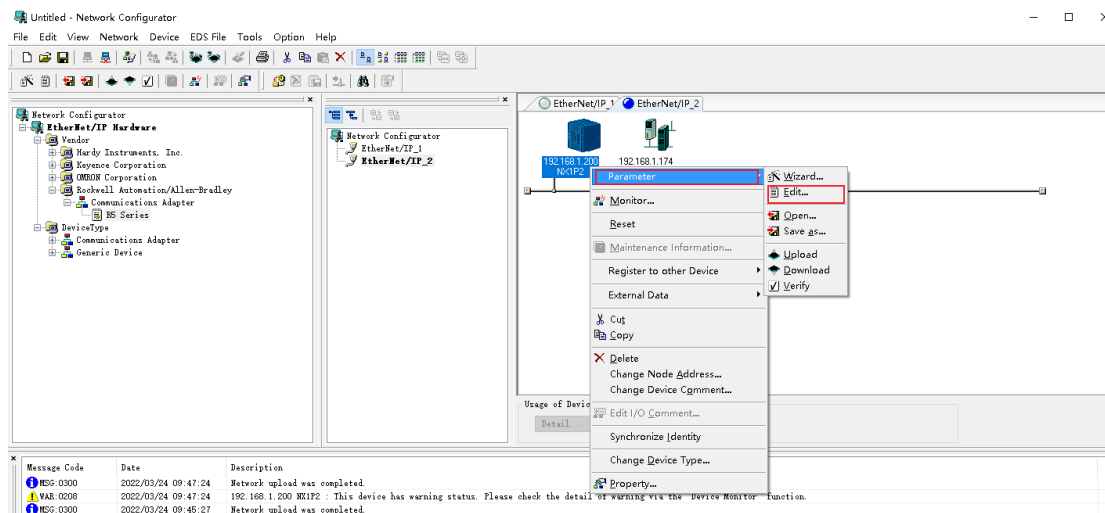 Untitled - Network Configurator
File Edit View Network Device EDS File Tools Option Help
Network Configurator
EtherNet/IP Hardware
Vendor
Hardy Instruments, Inc.
Keyence Corporation
OMRON Corporation
Rockwell Automation/Allen-Bradley
Communications Adapter
R5 Series
DeviceType
Communications Adapter
Generic Device
Network Configurator
EtherNet/IP_1
EtherNet/IP_2
EtherNet/IP_1 EtherNet/IP_2
192.168.1.200 192.168.1.174
NX1P2
Parameter
Monitor...
Reset
Maintenance Information...
Register to other Device
External Data
Cut
Copy
Delete
Change Node Address...
Change Device Comment...
Edit I/O Comment...
Synchronize Identity
Change Device Type...
Property...
Wizard...
Edit...
Open...
Save as...
Upload
Download
Verify
Usage of Devic
Detail...
Message Code Date Description
MSG:0300 2022/03/24 09:47:24 Network upload was completed.
WAR:0208 2022/03/24 09:47:24 192.168.1.200 NX1P2 : This device has warning status. Please check the detail of warning via the 'Device Monitor' function.
MSG:0300 2022/03/24 09:45:27 Network upload was completed.